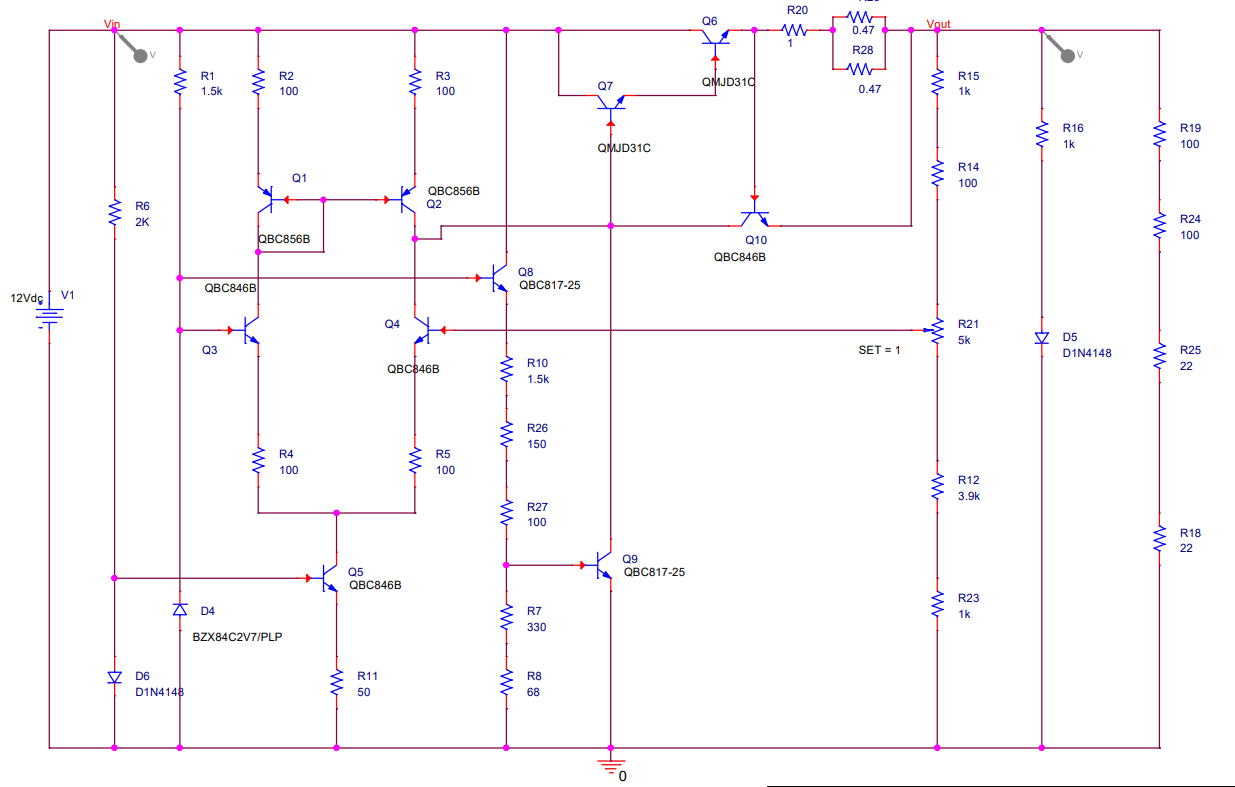 Vin
R1
1.5k
R2
100
R3
100
Q6
QMJD31C
R20
1
0.47
R28
0.47
Vout
V
V
Q7
QMJD31C
R15
1k
R16
1k
R19
100
R14
100
R6
2K
Q1
QBC856B
QBC856B
Q2
R24
100
Q10
QBC846B
Q8
QBC817-25
12Vdc
V1
-
QBC846B
Q3
Q4
QBC846B
SET = 1
R21
5k
D5
D1N4148
R25
22
R10
1.5k
R26
150
R4
100
R5
100
R27
100
R12
3.9k
R18
22
Q5
QBC846B
Q9
QBC817-25
D4
BZX84C2V7/PLP
R7
330
R23
1k
D6
D1N4148
R11
50
R8
68
0